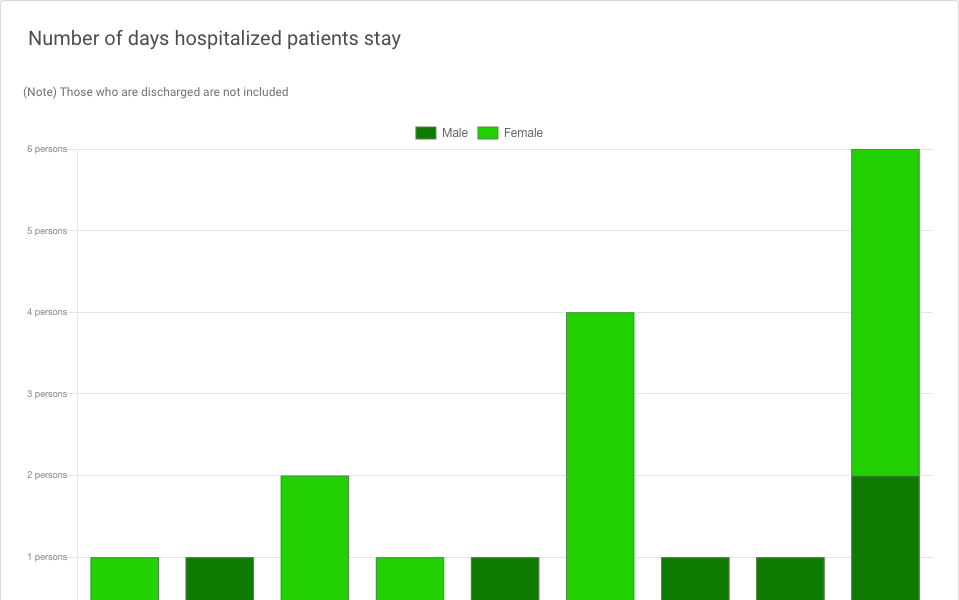 Number of days hospitalized patients stay
(Note) Those who are discharged are not included
Male Female
6 persons
5 persons
4 persons
3 persons
2 persons
1 persons